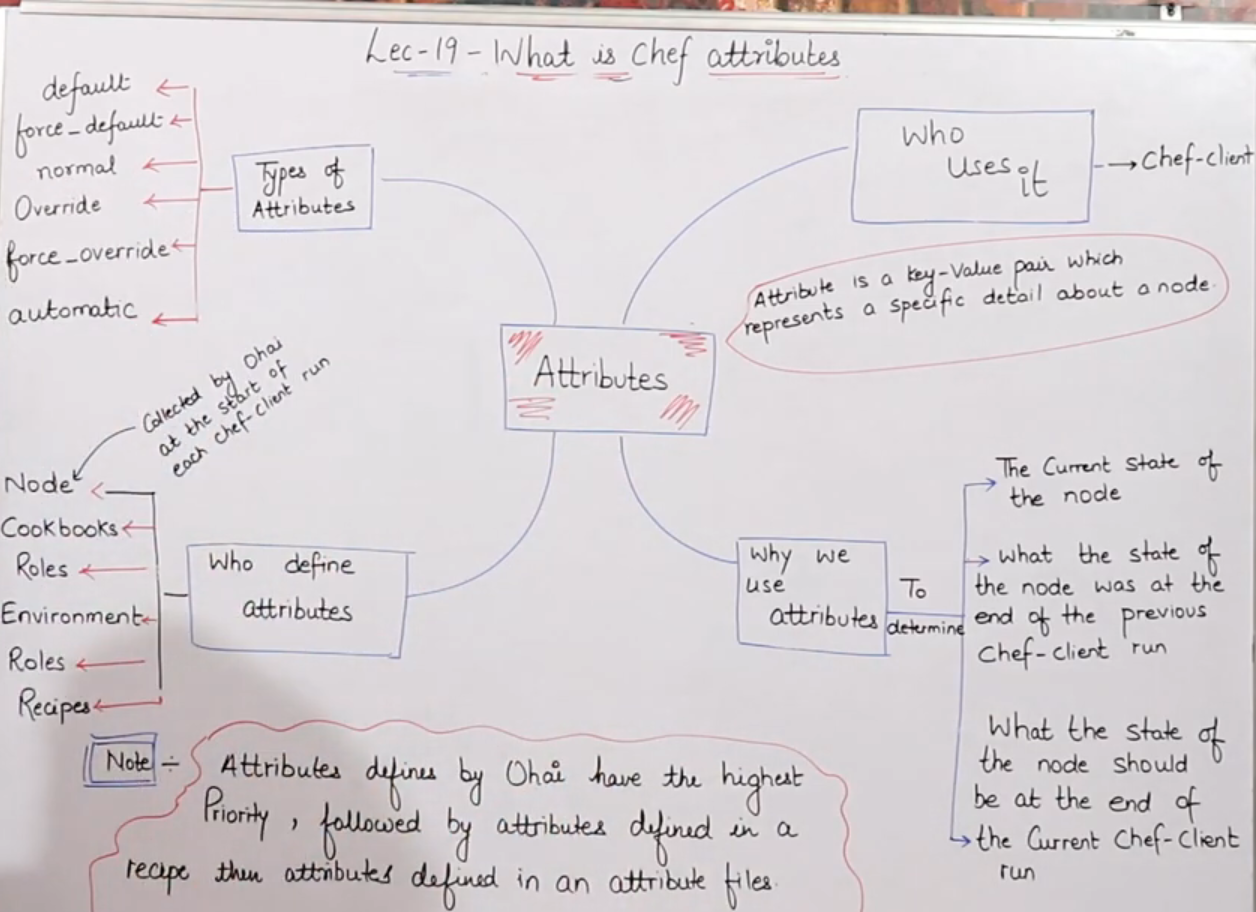 Lec-19 - What is Chef attributes
default
force_default
normal
Override
force_override
automatic
Types of
Attributes
Who
Uses it
Chef-client
Attribute is a key-Value pair which
represents a specific detail about a node.
Attributes
Collected by Ohai
at the start of
each chef-client run
Node
Cookbooks
Roles
Environment
Roles
Recipes
Who define
attributes
Why we
use
attributes
To
determine
The Current state of
the node
What the state of
the node was at the
end of the previous
Chef-client run
What the state of
the node should
be at the end of
the Current Chef-Client
run
Note ÷
Attributes defines by Ohai have the highest
Priority, followed by attributes defined in a
recipe then attributes defined in an attribute files.